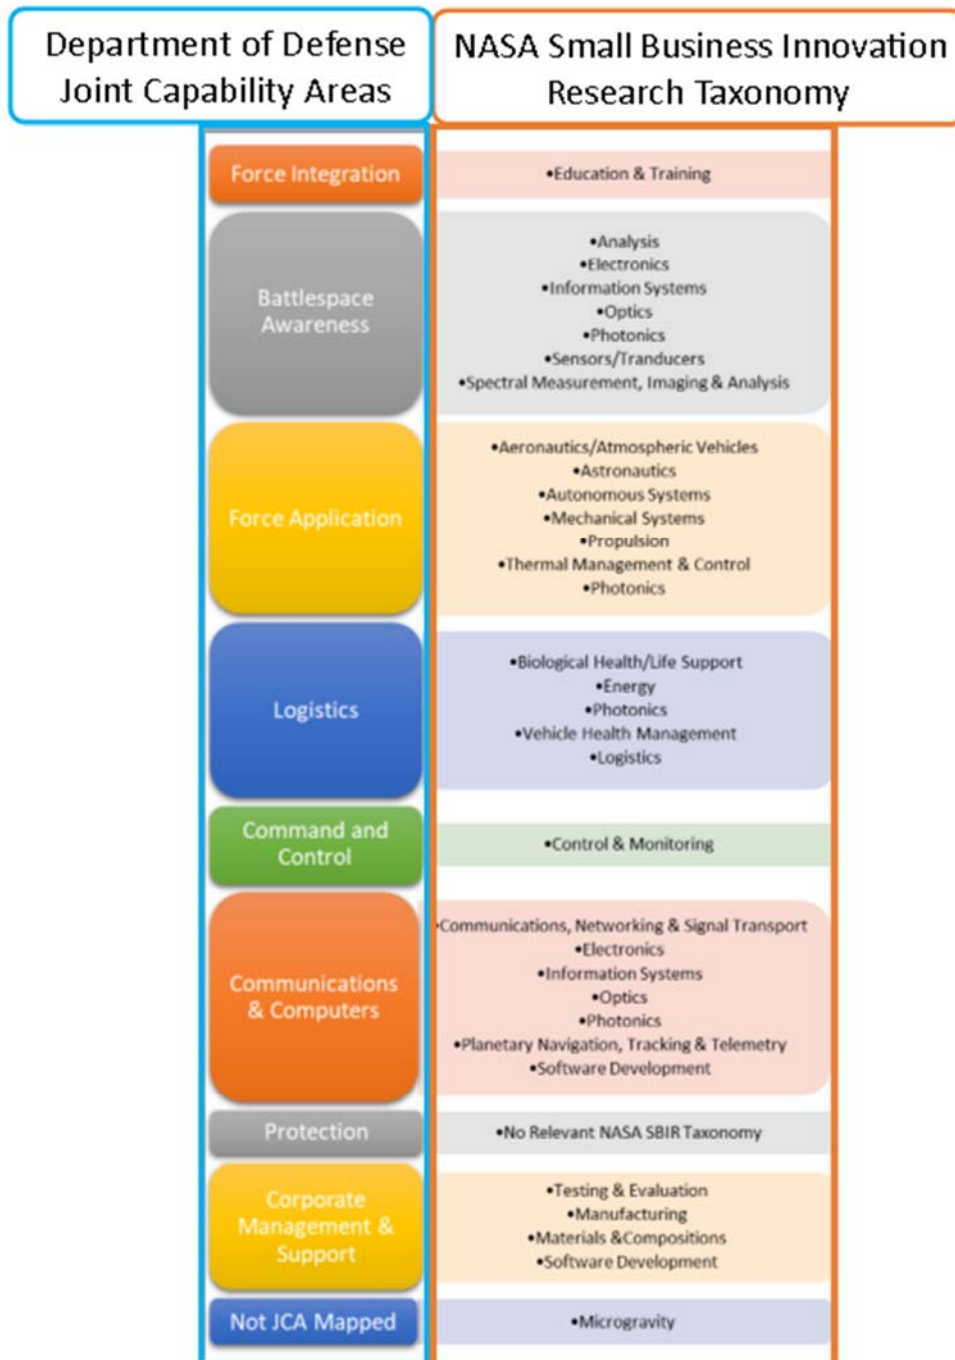 Department of Defense
Joint Capability Areas
NASA Small Business Innovation
Research Taxonomy
Force Integration
•Education & Training
Battlespace
Awareness
•Analysis
•Electronics
•Information Systems
•Optics
•Photonics
•Sensors/Tranducers
•Spectral Measurement, Imaging & Analysis
Force Application
•Aeronautics/Atmospheric Vehicles
•Astronautics
•Autonomous Systems
•Mechanical Systems
•Propulsion
•Thermal Management & Control
•Photonics
Logistics
•Biological Health/Life Support
•Energy
•Photonics
•Vehicle Health Management
•Logistics
Command and
Control
•Control & Monitoring
Communications
& Computers
•Communications, Networking & Signal Transport
•Electronics
•Information Systems
•Optics
•Photonics
•Planetary Navigation, Tracking & Telemetry
•Software Development
Protection
•No Relevant NASA SBIR Taxonomy
Corporate
Management &
Support
•Testing & Evaluation
•Manufacturing
•Materials &Compositions
•Software Development
Not JCA Mapped
•Microgravity